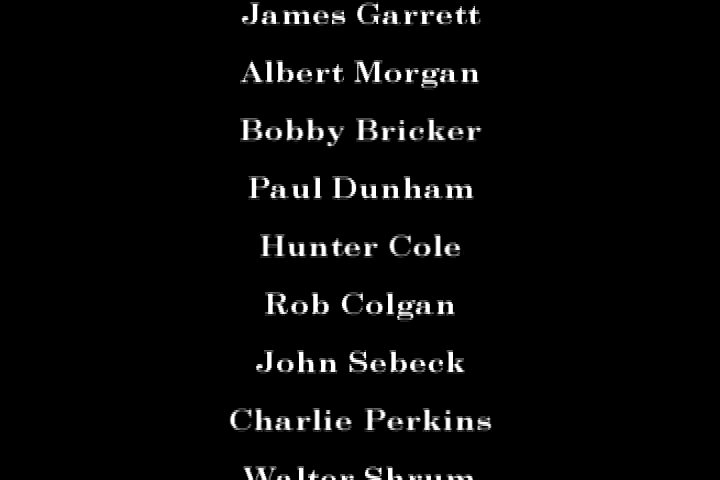 James Garrett
Albert Morgan
Bobby Bricker
Paul Dunham
Hunter Cole
Rob Colgan
John Sebeck
Charlie Perkins
Walter Shrum